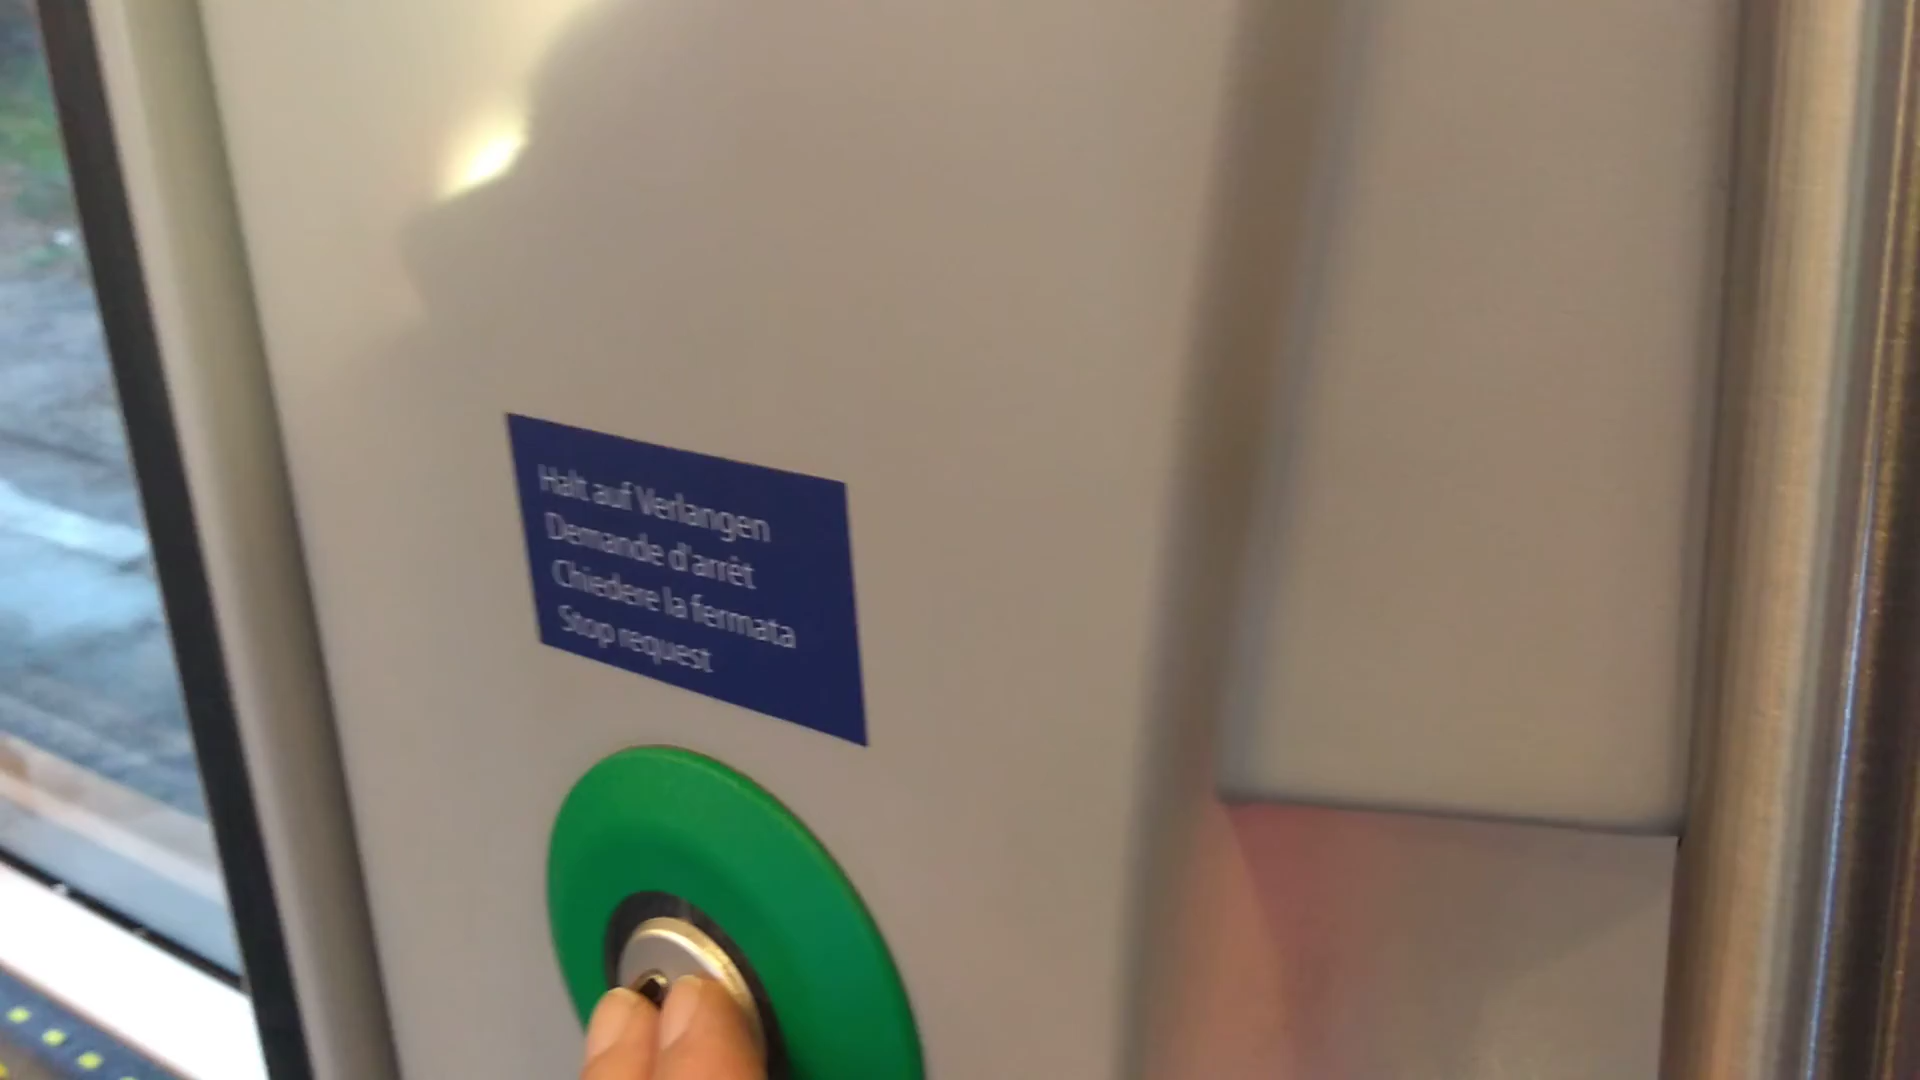 Halt auf Verlangen
Demande d'arrêt
Chiedere la fermata
Stop request